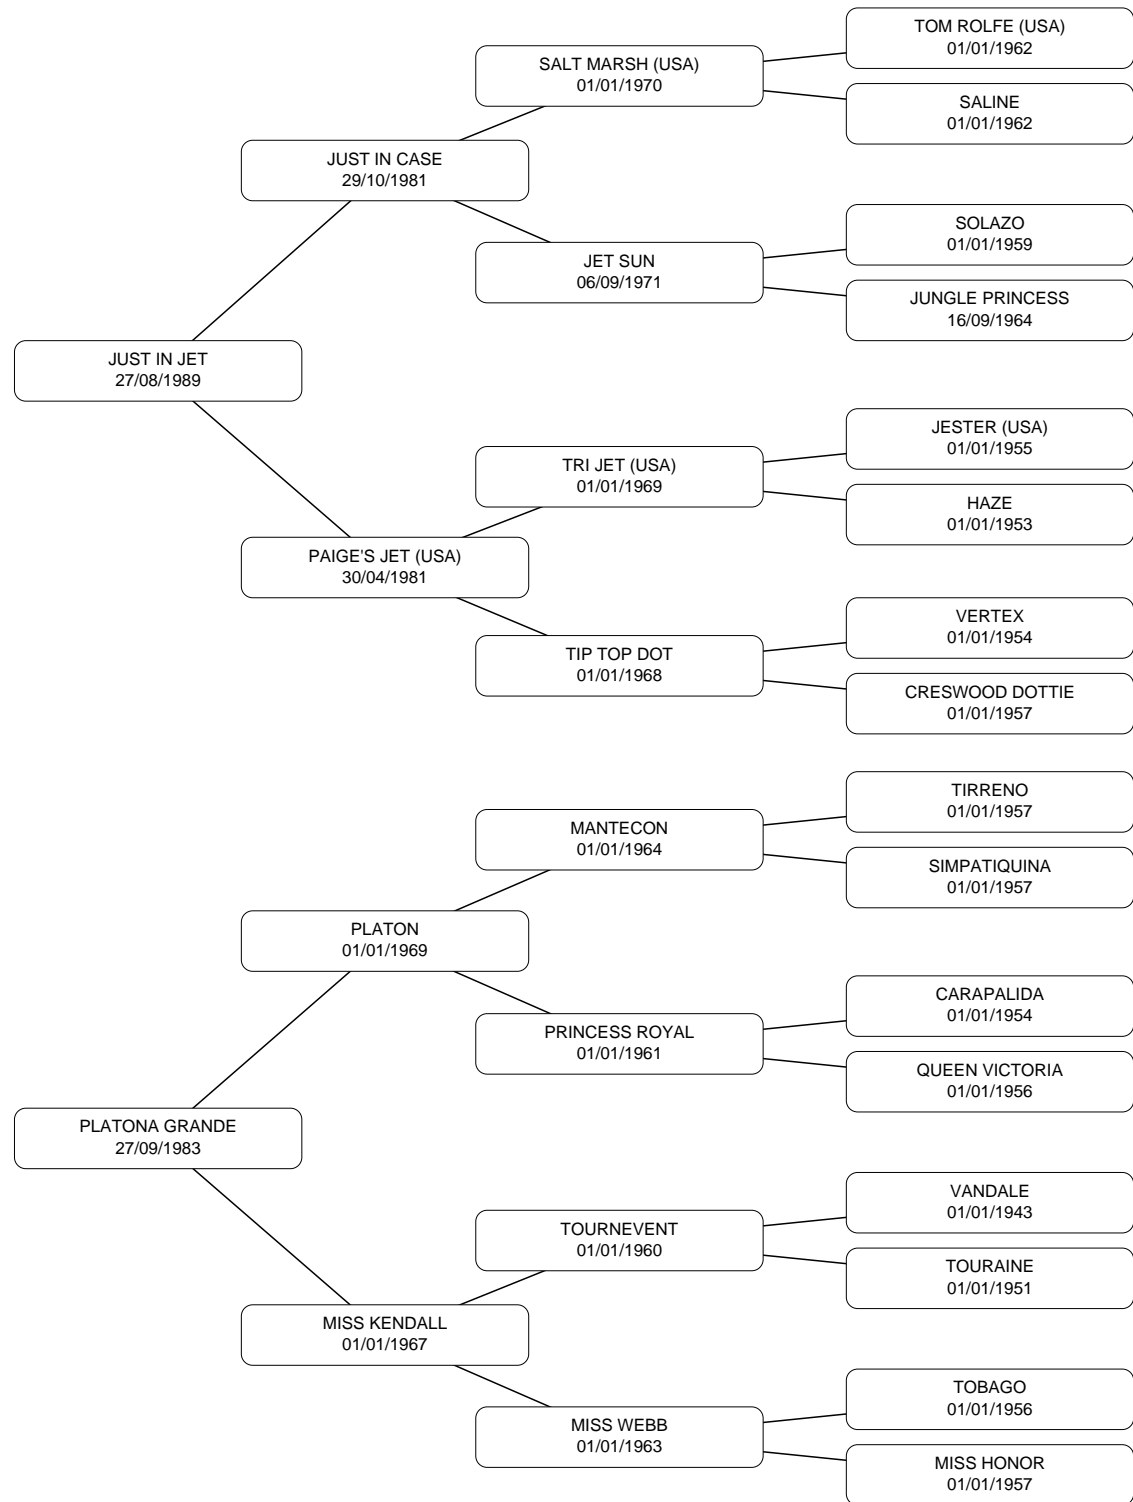 TOM ROLFE (USA)
01/01/1962
SALT MARSH (USA)
01/01/1970
SALINE
01/01/1962
JUST IN CASE
29/10/1981
SOLAZO
01/01/1959
JET SUN
06/09/1971
JUNGLE PRINCESS
16/09/1964
JUST IN JET
27/08/1989
JESTER (USA)
01/01/1955
TRI JET (USA)
01/01/1969
HAZE
01/01/1953
PAIGE'S JET (USA)
30/04/1981
VERTEX
01/01/1954
TIP TOP DOT
01/01/1968
CRESWOOD DOTTIE
01/01/1957
TIRRENO
01/01/1957
MANTECON
01/01/1964
SIMPATIQUINA
01/01/1957
PLATON
01/01/1969
CARAPALIDA
01/01/1954
PRINCESS ROYAL
01/01/1961
QUEEN VICTORIA
01/01/1956
PLATONA GRANDE
27/09/1983
VANDALE
01/01/1943
TOURNEVENT
01/01/1960
TOURAINE
01/01/1951
MISS KENDALL
01/01/1967
TOBAGO
01/01/1956
MISS WEBB
01/01/1963
MISS HONOR
01/01/1957